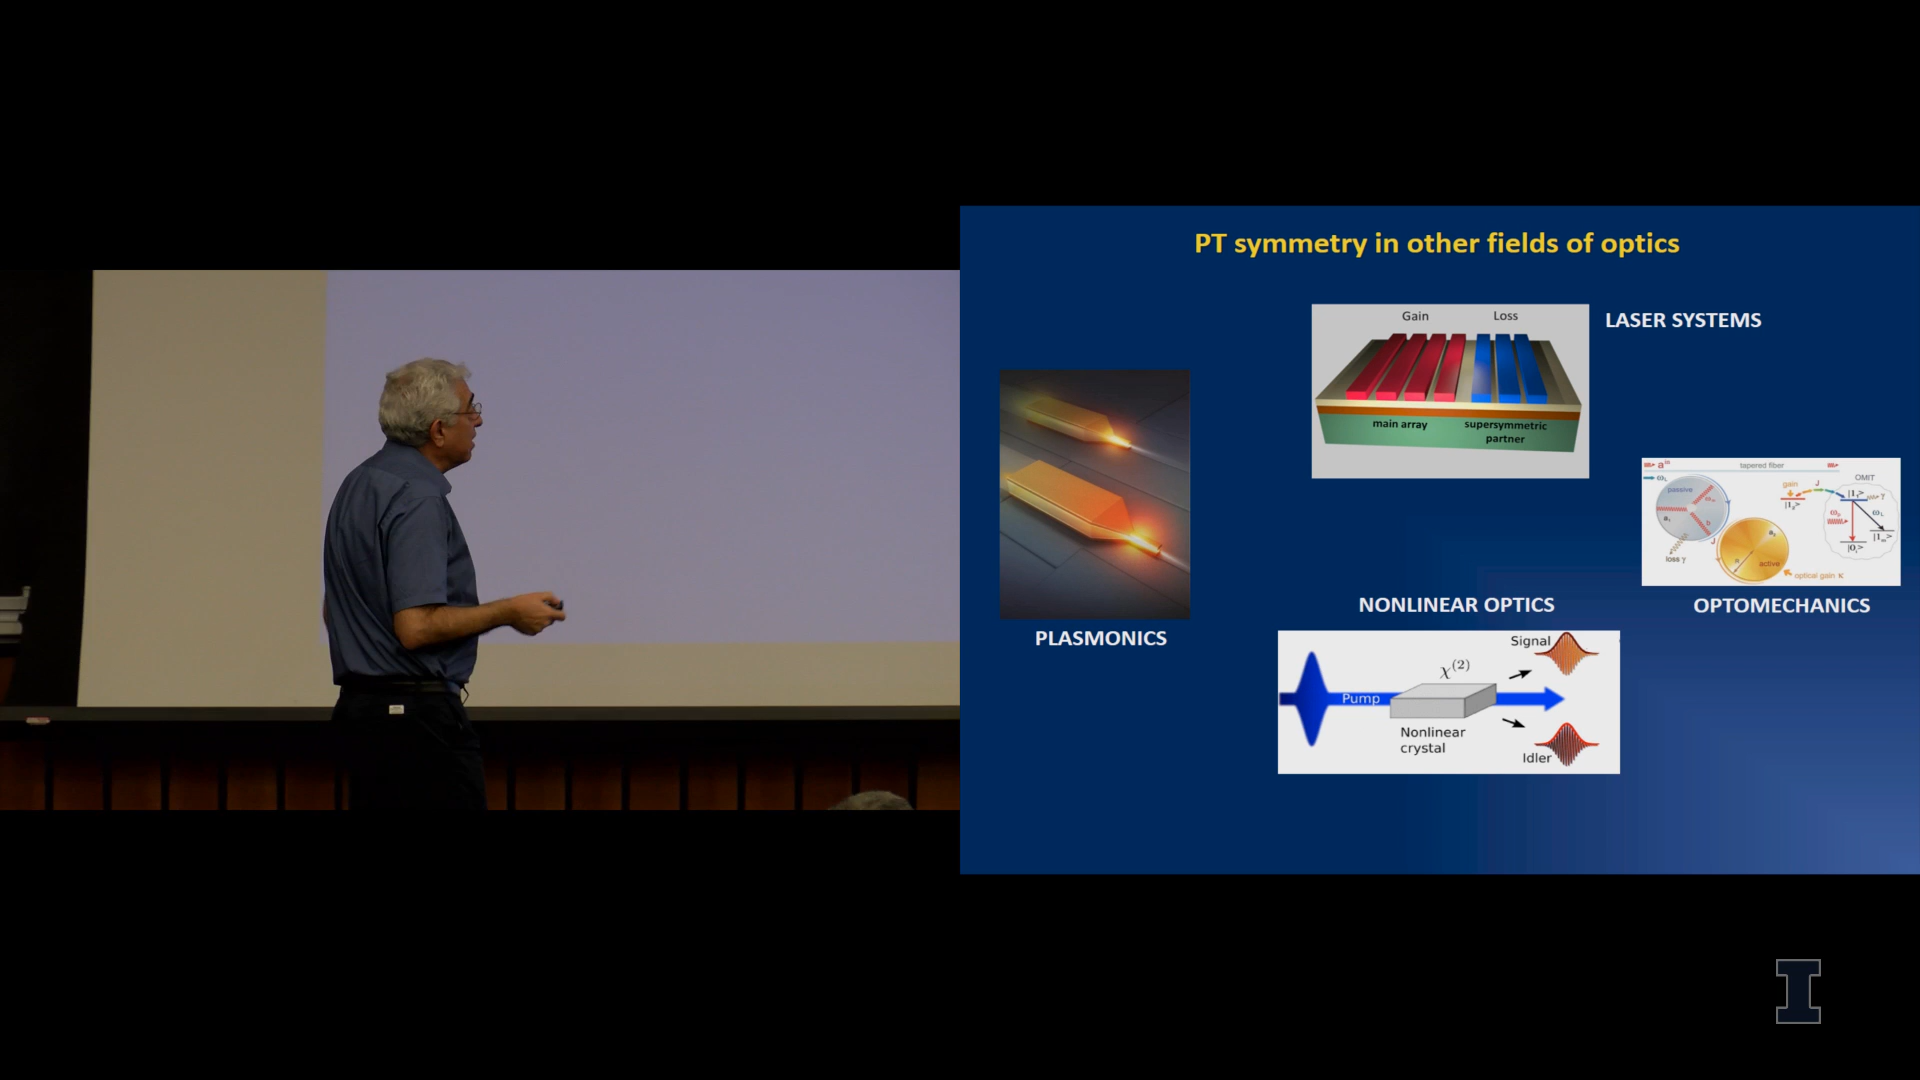 PT symmetry in other fields of optics
Gain
Loss
main array
supersymmetric
partner
LASER SYSTEMS
PLASMONICS
tapered fiber
OMIT
passive
gain
loss γ
active
optical gain κ
OPTOMECHANICS
NONLINEAR OPTICS
Signal
χ(2)
Pump
Nonlinear
crystal
Idler
I